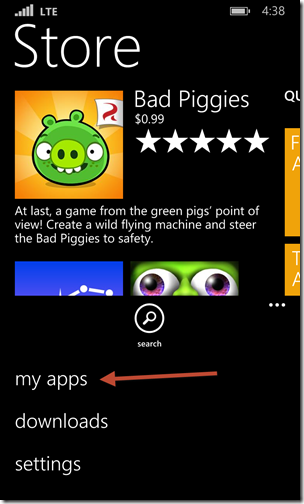 LTE 4:38
Store
Bad Piggies
$0.99
QU
At last, a game from the green pigs' point of
view! Create a wild flying machine and steer
the Bad Piggies to safety.
F
A
T
A
search
my apps
downloads
settings